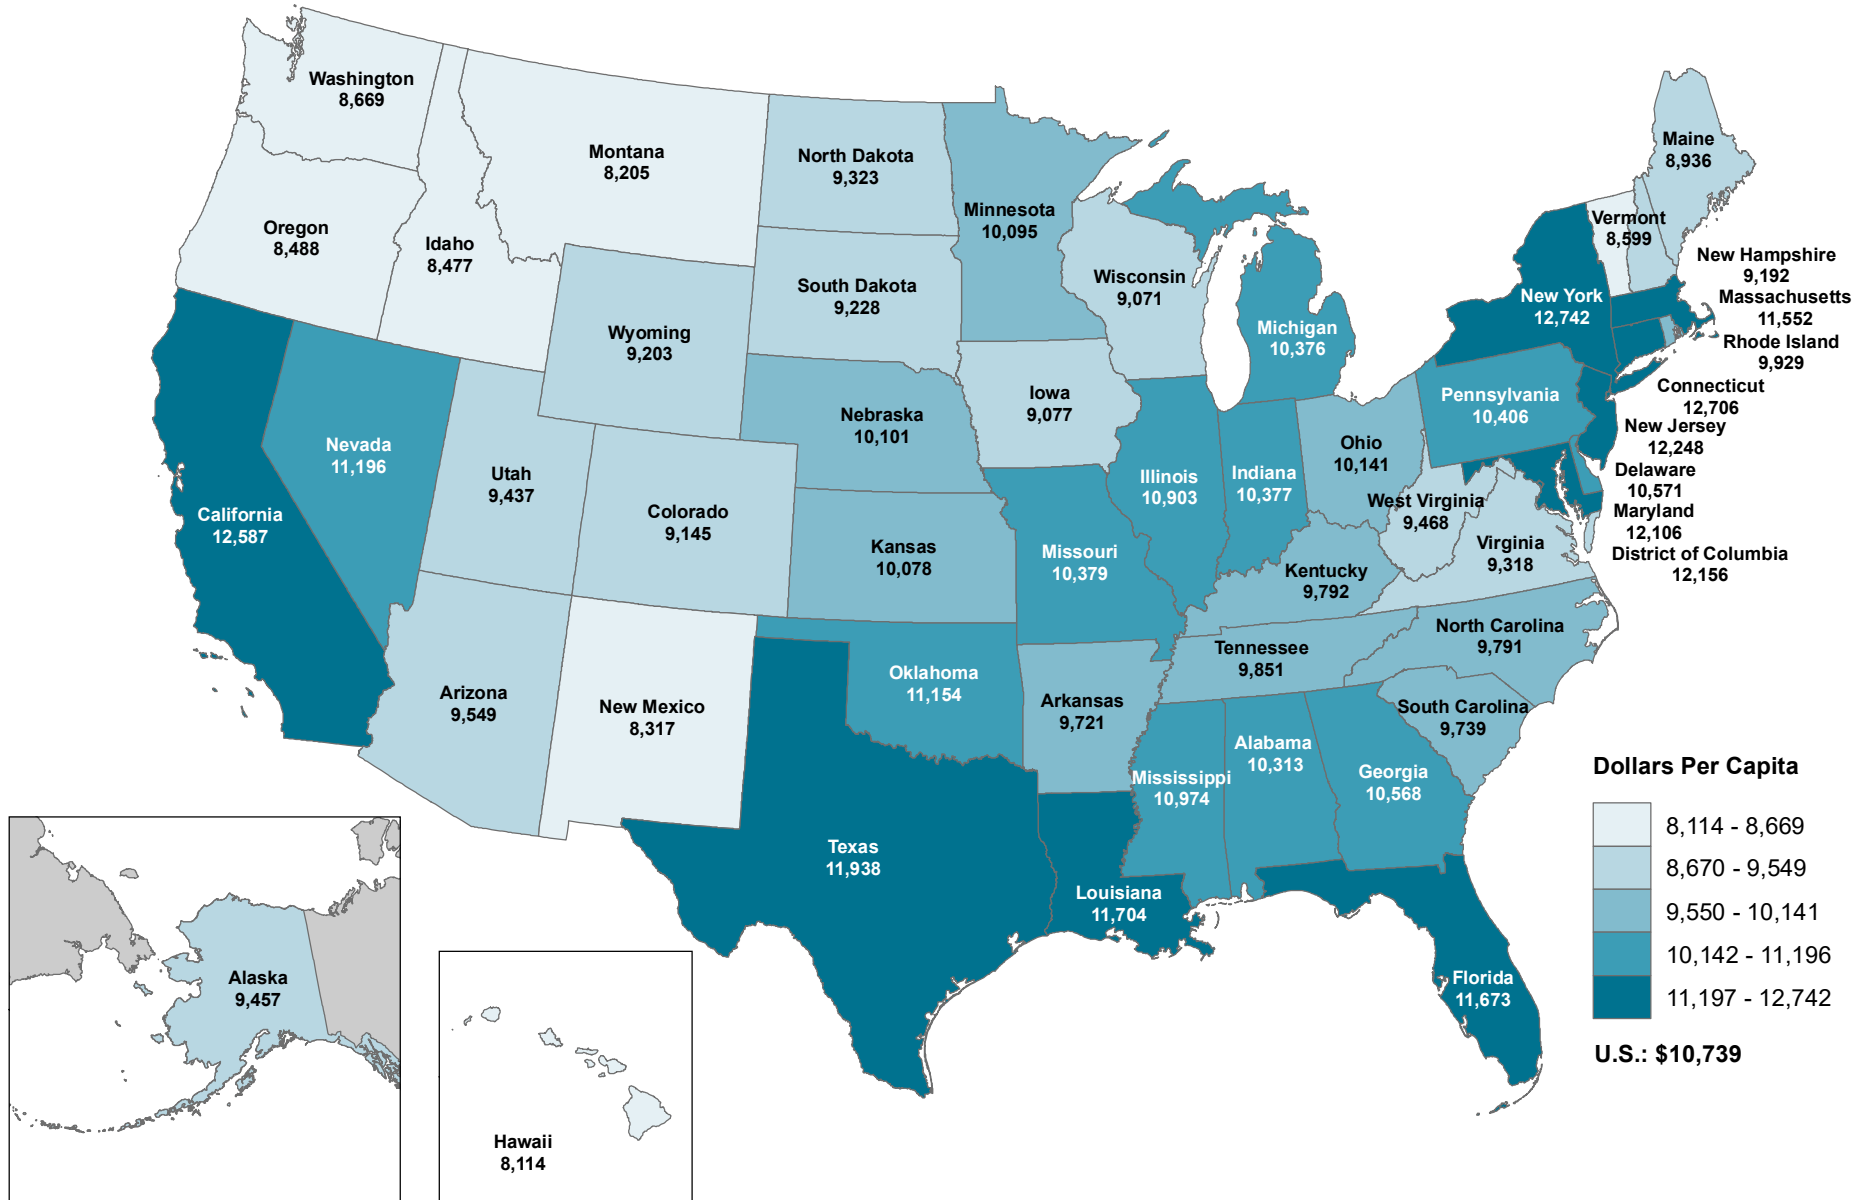 Washington
8,669
Montana
8,205
North Dakota
9,323
Minnesota
10,095
Maine
8,936
Oregon
8,488
Idaho
8,477
Vermont
8,599
New Hampshire
9,192
Wisconsin
9,071
South Dakota
9,228
New York
12,742
Massachusetts
11,552
Wyoming
9,203
Michigan
10,376
Rhode Island
9,929
Iowa
9,077
Connecticut
12,706
Pennsylvania
10,406
Nebraska
10,101
New Jersey
12,248
Nevada
11,196
Ohio
10,141
Utah
9,437
Illinois
10,903
Indiana
10,377
Delaware
10,571
West Virginia
9,468
California
12,587
Colorado
9,145
Maryland
12,106
Kansas
10,078
Missouri
10,379
Virginia
9,318
District of Columbia
12,156
Kentucky
9,792
North Carolina
9,791
Tennessee
9,851
Oklahoma
11,154
Arizona
9,549
New Mexico
8,317
Arkansas
9,721
South Carolina
9,739
Alabama
10,313
Mississippi
10,974
Georgia
10,568
Texas
11,938
Louisiana
11,704
Florida
11,673
Alaska
9,457
Hawaii
8,114
Dollars Per Capita
8,114 - 8,669
8,670 - 9,549
9,550 - 10,141
10,142 - 11,196
11,197 - 12,742
U.S.: $10,739